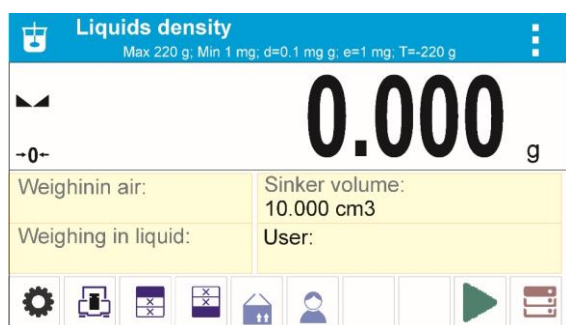 Liquids density
Max 220 g; Min 1 mg; d=0.1 mg g; e=1 mg; T=-220 g
0.000 g
→0←
Weighinin air:
Sinker volume:
10.000 cm3
Weighing in liquid:
User: